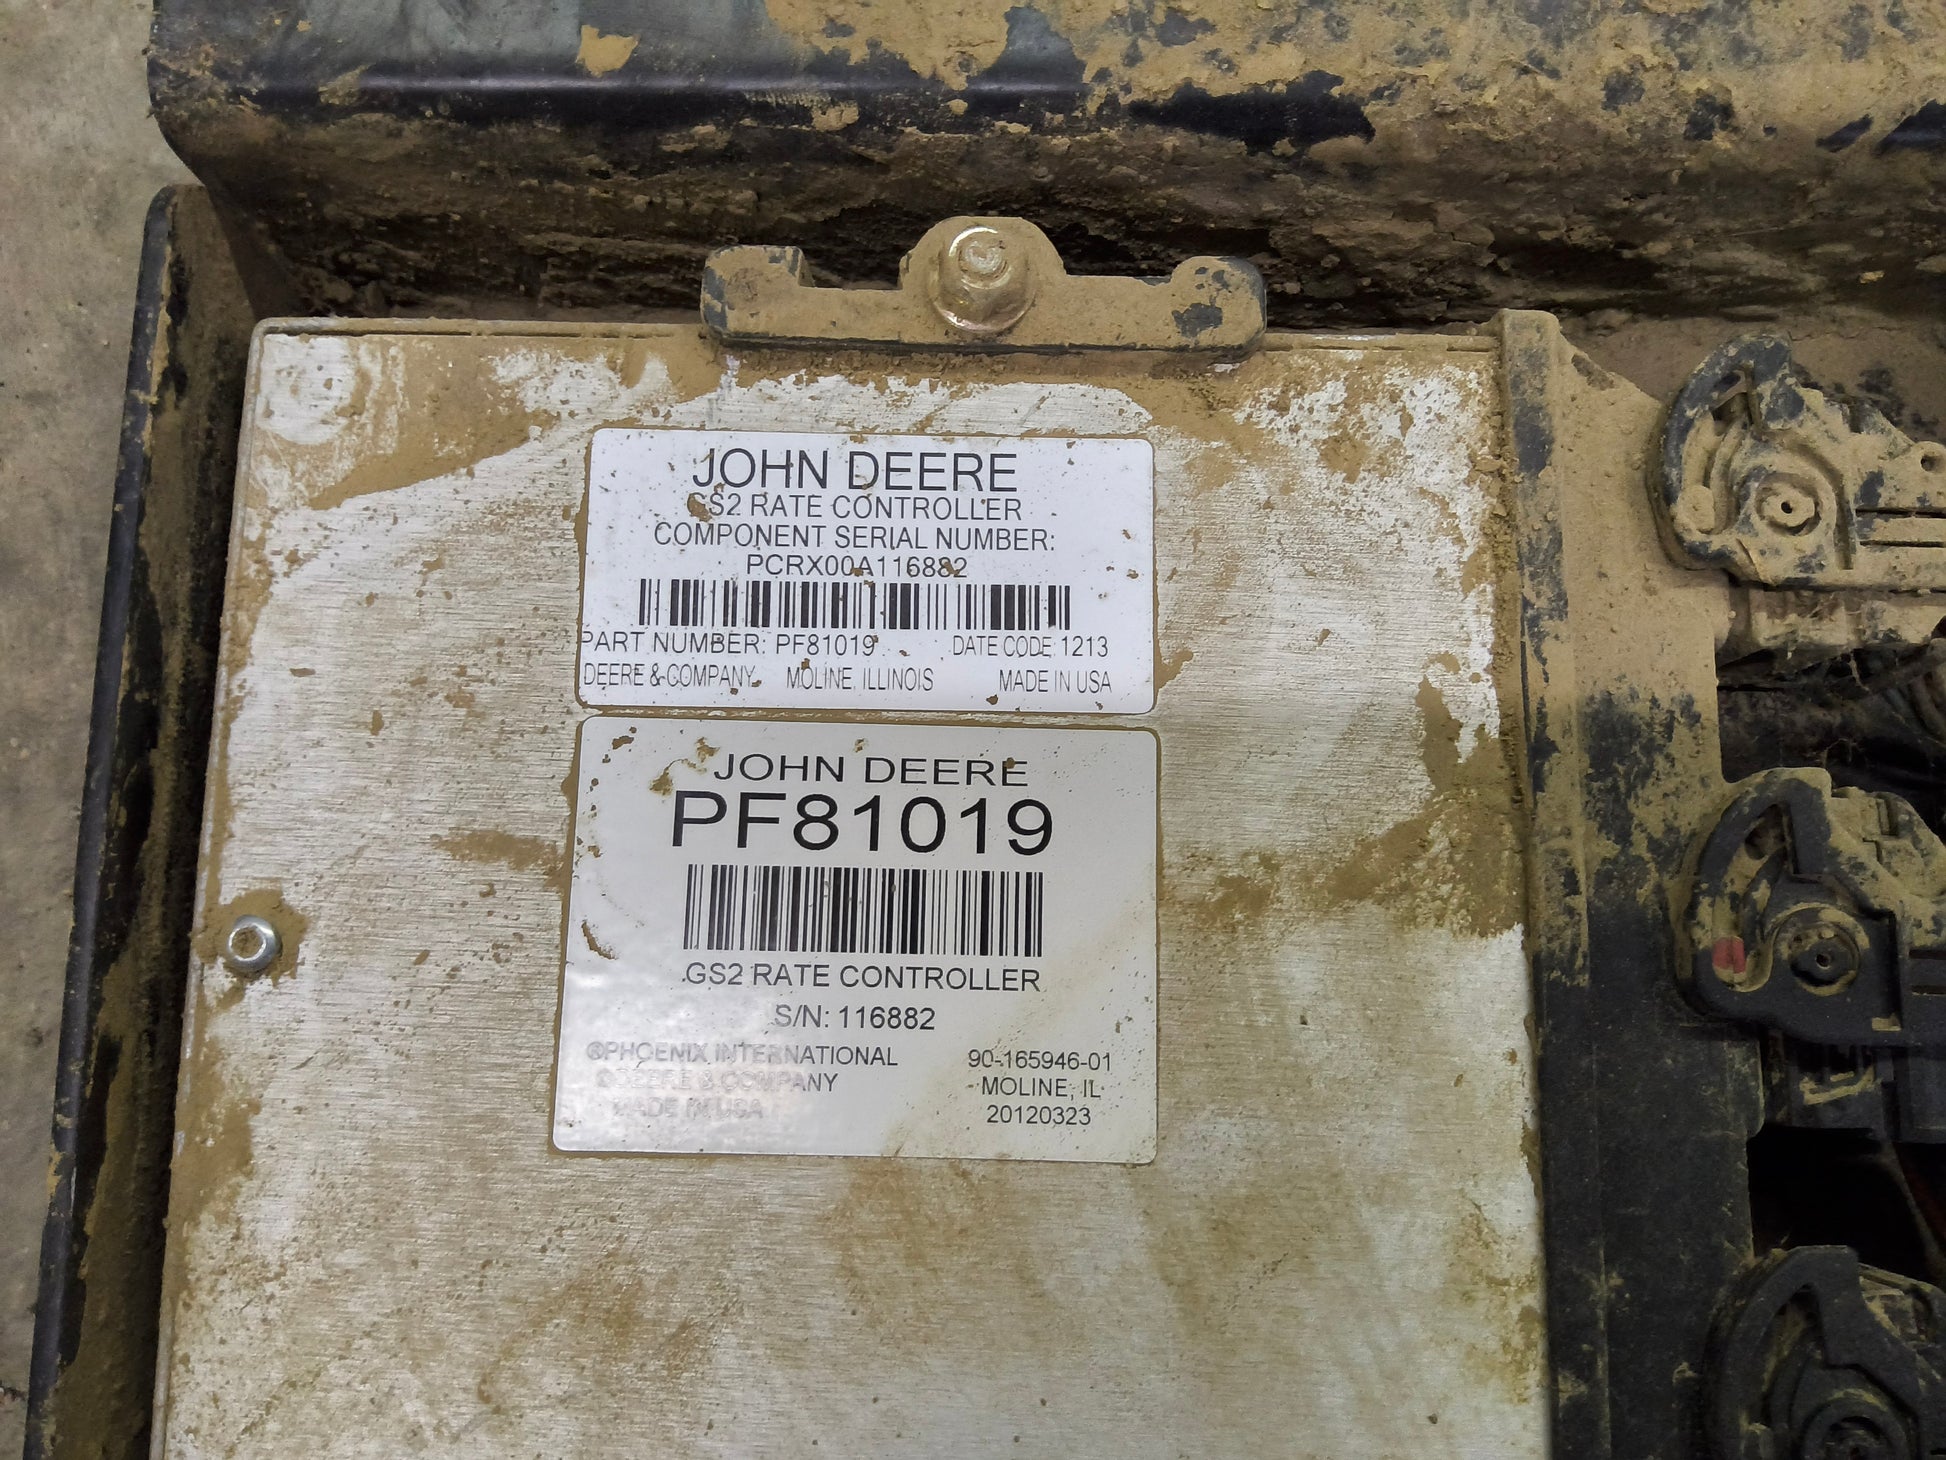 JOHN DEERE
GS2 RATE CONTROLLER
COMPONENT SERIAL NUMBER:
PCRX00A116882
PART NUMBER: PF81019 DATE CODE 1213
DEERE & COMPANY MOLINE, ILLINOIS MADE IN USA
JOHN DEERE
PF81019
GS2 RATE CONTROLLER
S/N: 116882
©PHOENIX INTERNATIONAL 90-165946-01
©DEERE & COMPANY MOLINE, IL
MADE IN USA 20120323